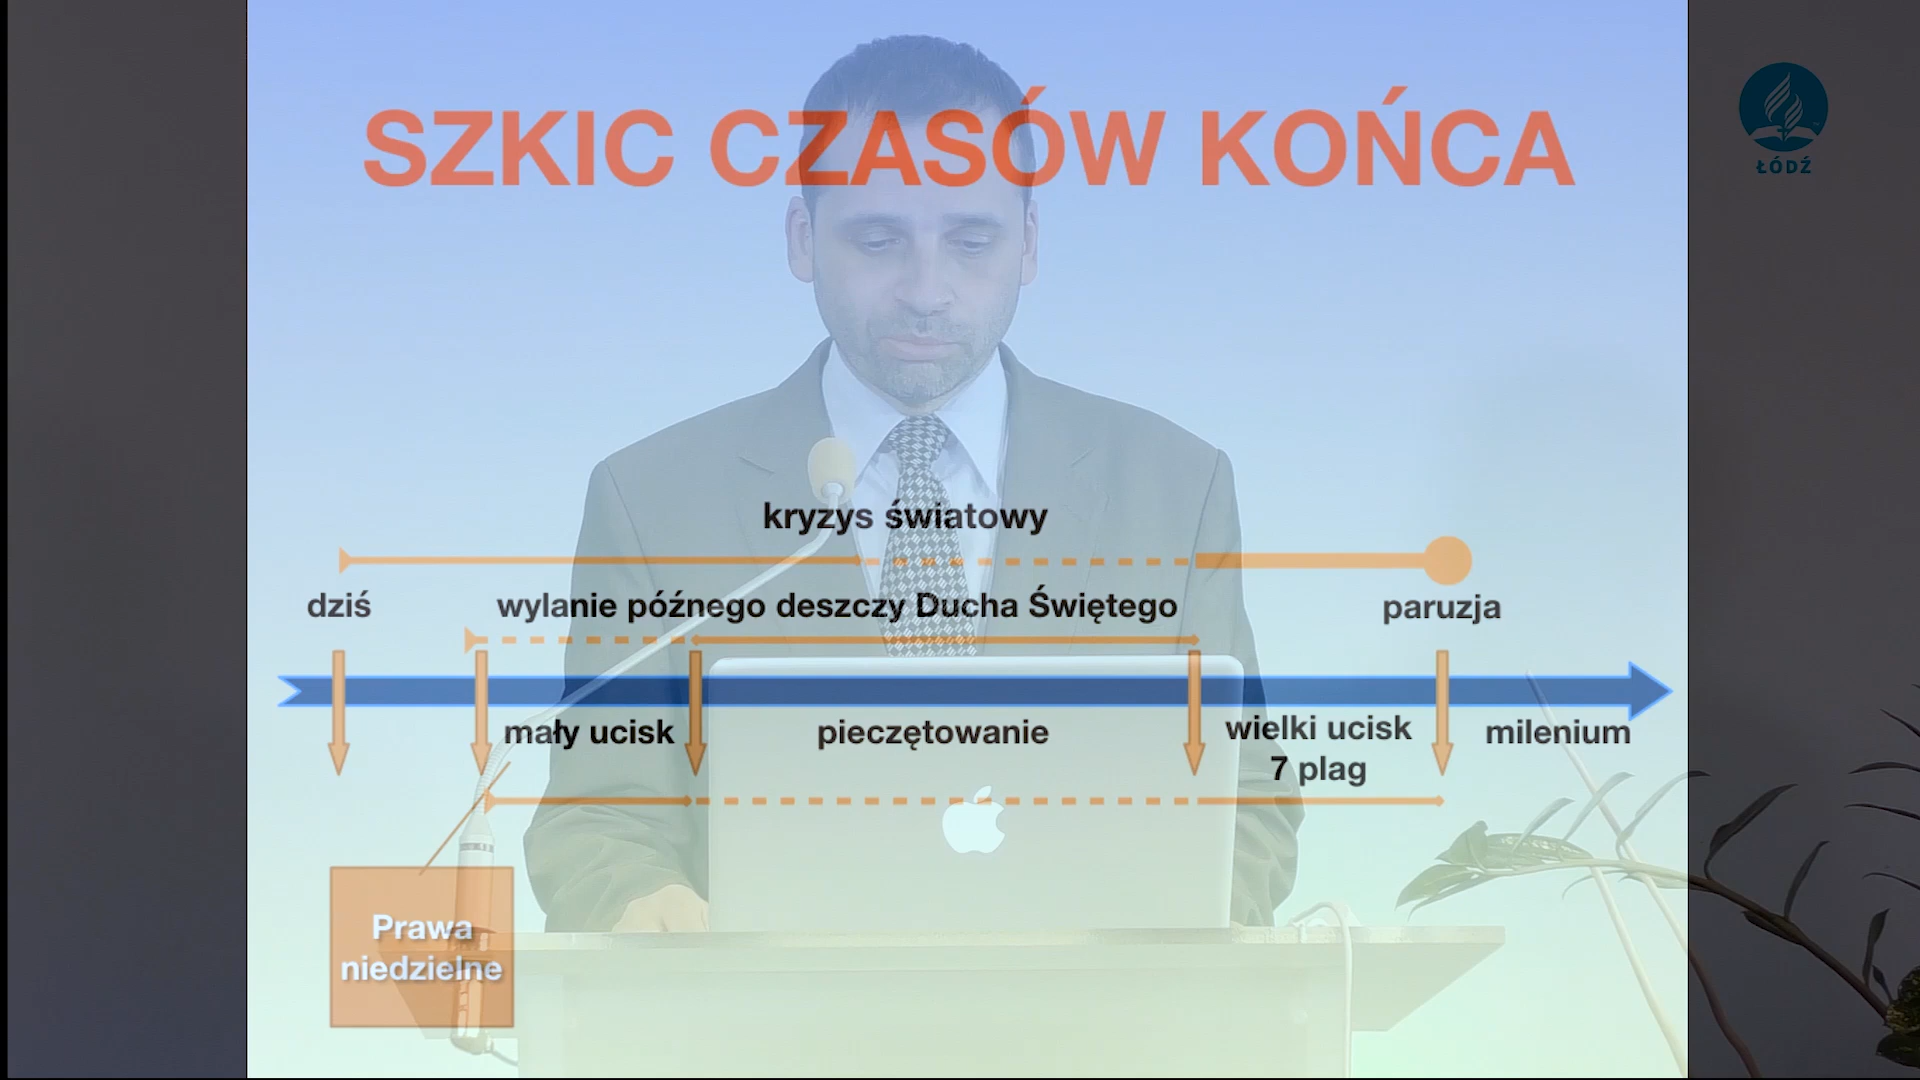 SZKIC CZASÓW KOŃCA
ŁÓDŹ
kryzys światowy
dziś
wylanie późnego deszczy Ducha Świętego
paruzja
mały ucisk
pieczętowanie
wielki ucisk
7 plag
milenium
Prawa
niedzielne